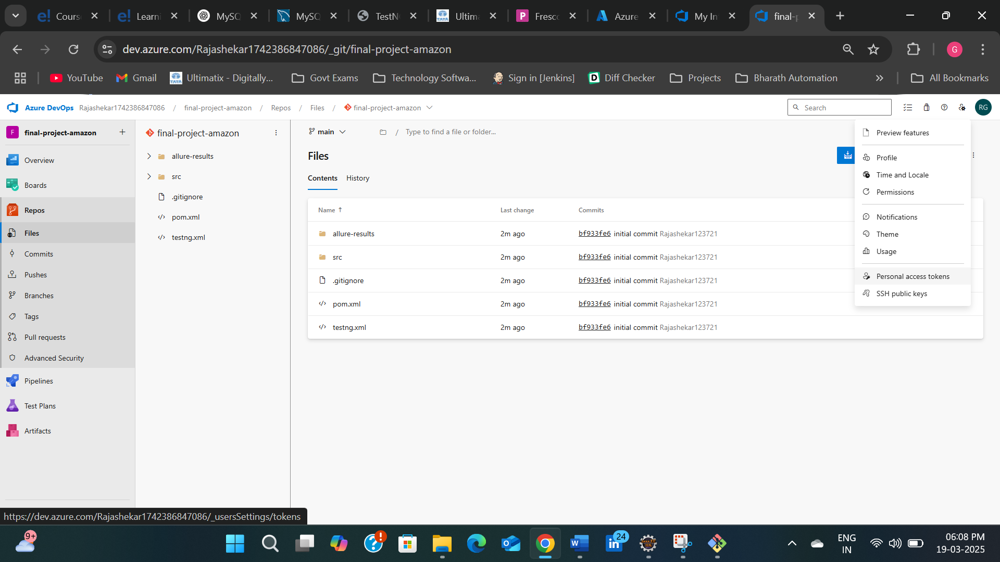 Cours
Learni
MySQ
MySQ
TestN
Ultima
P
Fresco
Azure
My In
final-p
dev.azure.com/Rajashekar1742386847086/_git/final-project-amazon
G
YouTube
Gmail
Ultimatix - Digitally...
Govt Exams
Technology Softwa...
Sign in [Jenkins]
Diff Checker
Projects
Bharath Automation
All Bookmarks
Azure DevOps
Rajashekar1742386847086 / final-project-amazon / Repos / Files / final-project-amazon
Search
RG
F
final-project-amazon
Overview
Boards
Repos
Files
Commits
Pushes
Branches
Tags
Pull requests
Advanced Security
Pipelines
Test Plans
Artifacts
final-project-amazon
allure-results
src
.gitignore
pom.xml
testng.xml
main
/ Type to find a file or folder...
Files
Contents
History
Name ↑ Last change Commits
allure-results 2m ago bf933fe6 initial commit Rajashekar123721
src 2m ago bf933fe6 initial commit Rajashekar123721
.gitignore 2m ago bf933fe6 initial commit Rajashekar123721
pom.xml 2m ago bf933fe6 initial commit Rajashekar123721
testng.xml 2m ago bf933fe6 initial commit Rajashekar123721
Preview features
Profile
Time and Locale
Permissions
Notifications
Theme
Usage
Personal access tokens
SSH public keys
https://dev.azure.com/Rajashekar1742386847086/_usersSettings/tokens
9+
24
ENG
IN
06:08 PM
19-03-2025